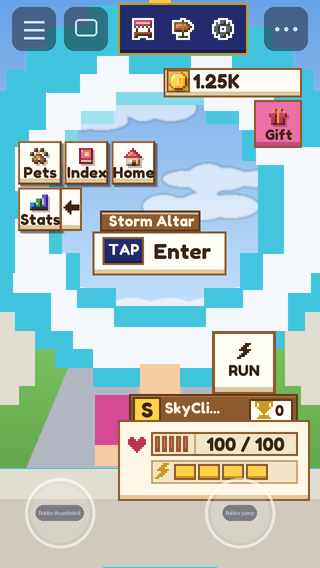 1.25K
Gift
Pets Index Home
Stats
Storm Altar
TAP Enter
RUN
S SkyCli... 0
100 / 100
Roblox thumbstick Roblox jump